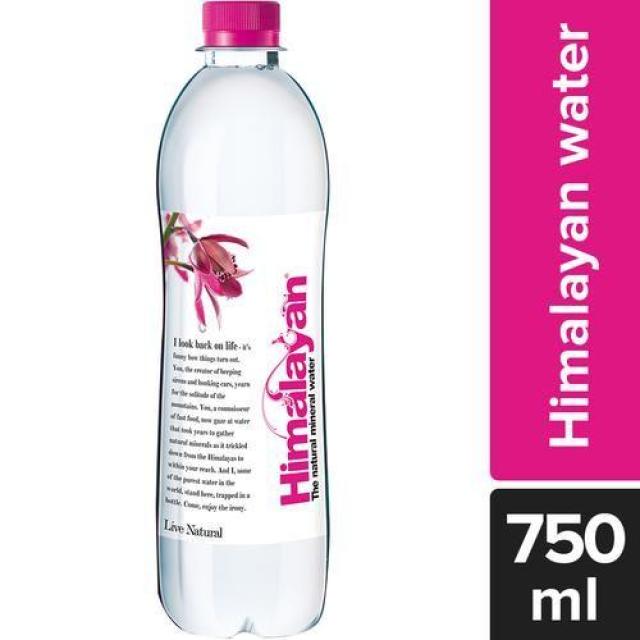 I look back on life - it's
funny how things turn out.
You, the creator of beeping
sirens and honking cars, yearn
for the solitude of the
mountains. You, a connoisseur
of fast food, now gaze at water
that took years to gather
natural minerals as it trickled
down from the Himalayas to
within your reach. And I, some
of the purest water in the
world, stand here, trapped in a
bottle. Come, enjoy the irony.
Live Natural
Himalayan®
The natural mineral water
Himalayan water
750
ml